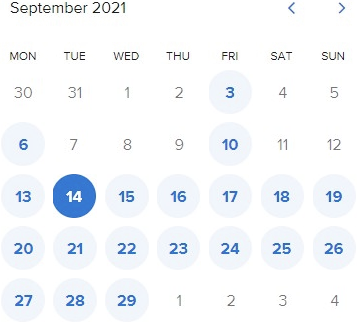 September 2021
MON TUE WED THU FRI SAT SUN
30 31 1 2 3 4 5
6 7 8 9 10 11 12
13 14 15 16 17 18 19
20 21 22 23 24 25 26
27 28 29 1 2 3 4